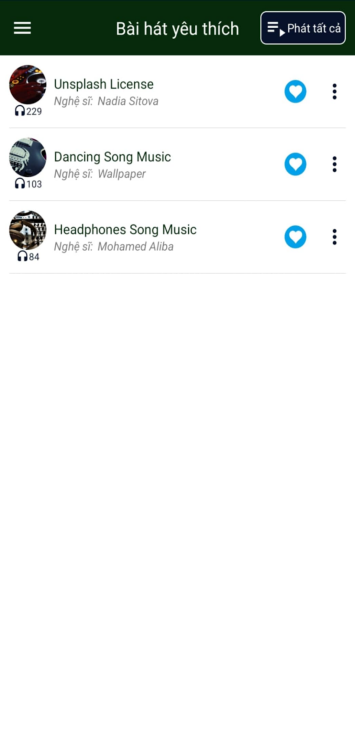 Bài hát yêu thích
Phát tất cả
Unsplash License
Nghệ sĩ: Nadia Sitova
229
Dancing Song Music
Nghệ sĩ: Wallpaper
103
Headphones Song Music
Nghệ sĩ: Mohamed Aliba
84